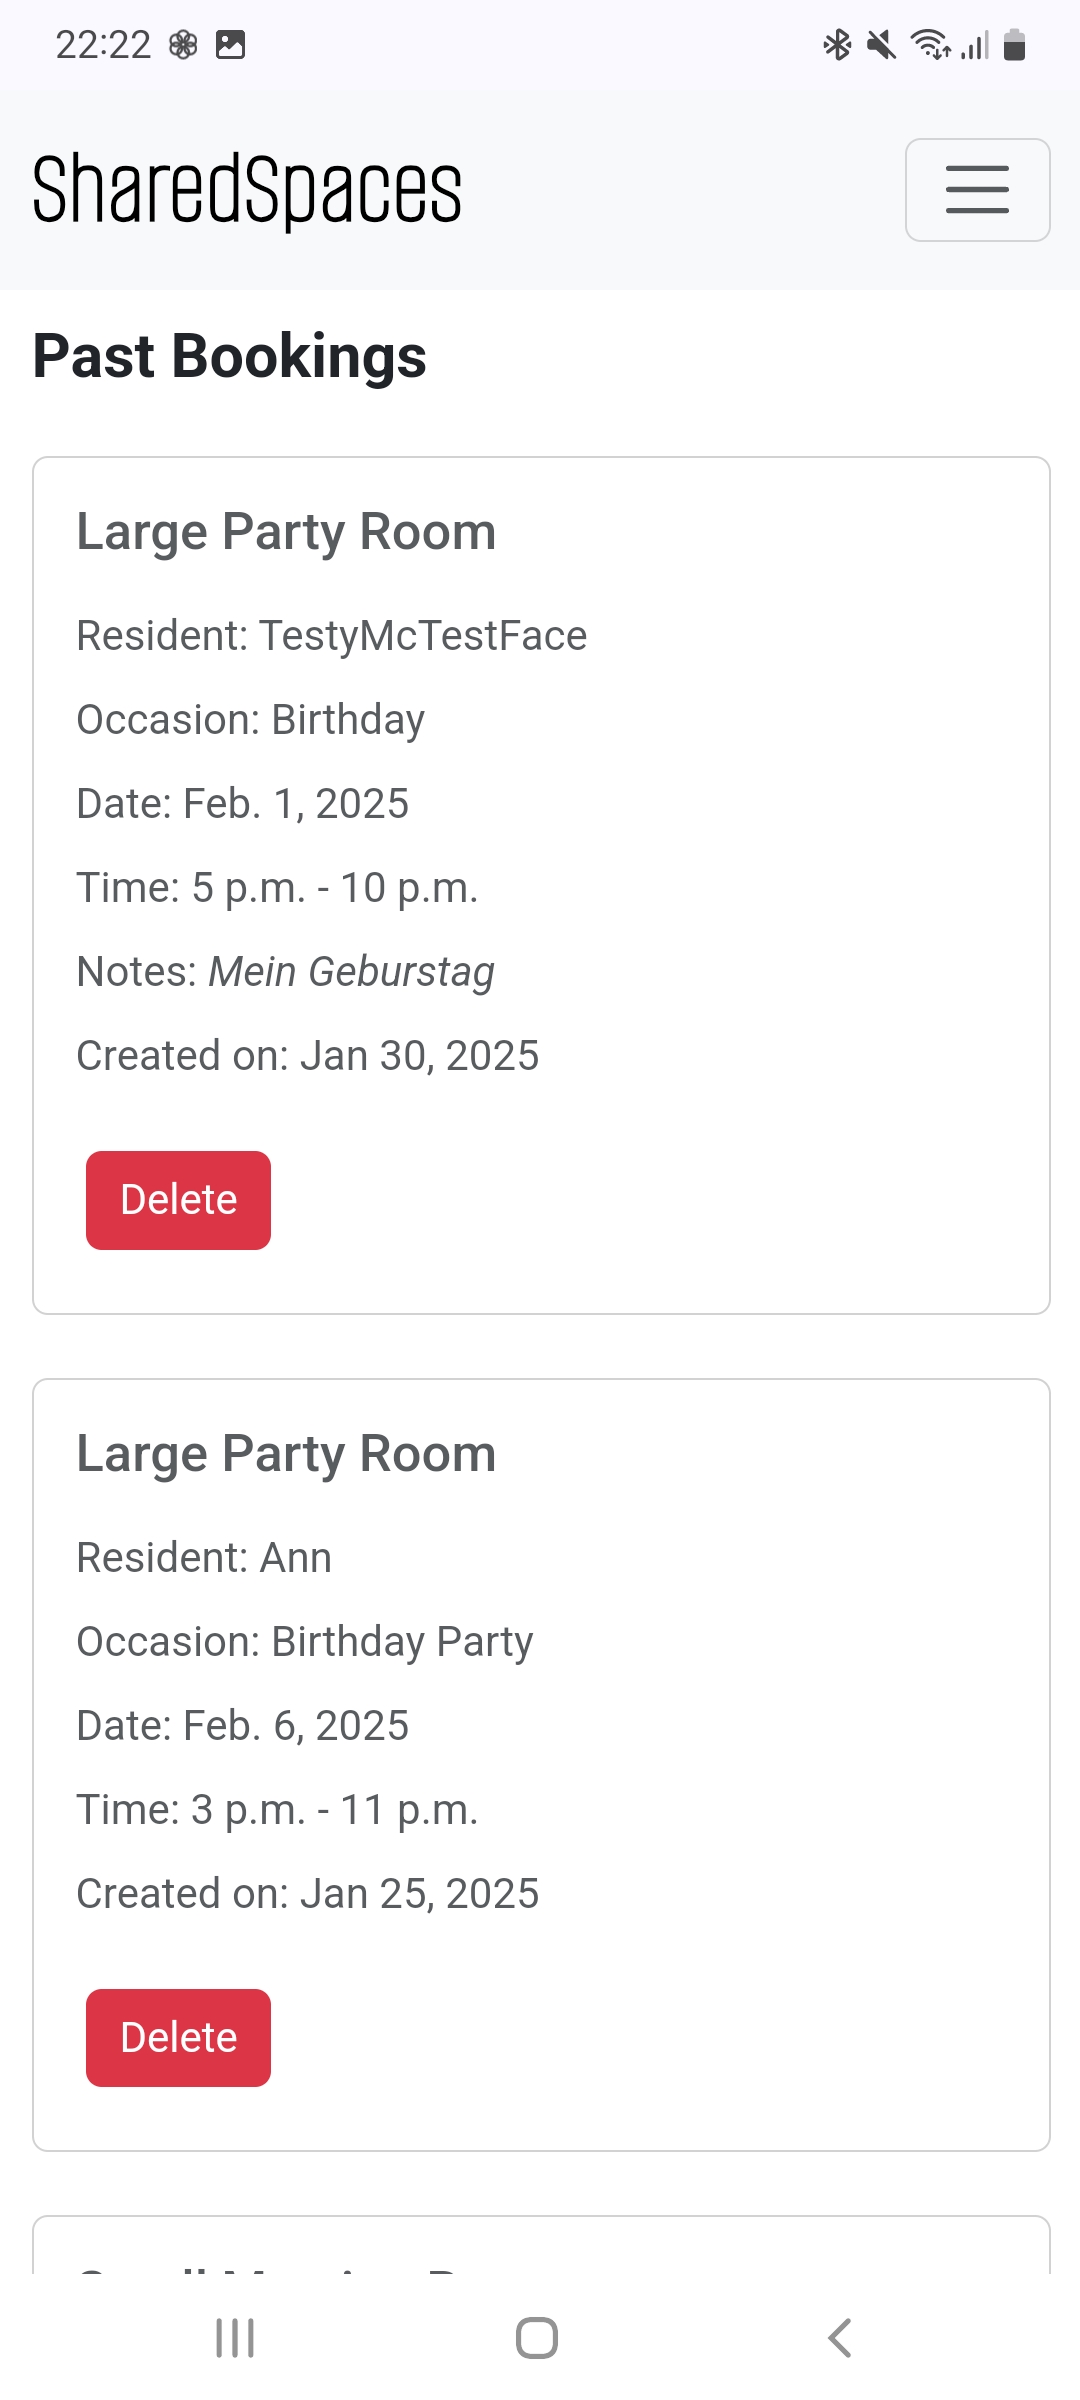 22:22
SharedSpaces
Past Bookings
Large Party Room
Resident: TestyMcTestFace
Occasion: Birthday
Date: Feb. 1, 2025
Time: 5 p.m. - 10 p.m.
Notes: Mein Geburstag
Created on: Jan 30, 2025
Delete
Large Party Room
Resident: Ann
Occasion: Birthday Party
Date: Feb. 6, 2025
Time: 3 p.m. - 11 p.m.
Created on: Jan 25, 2025
Delete